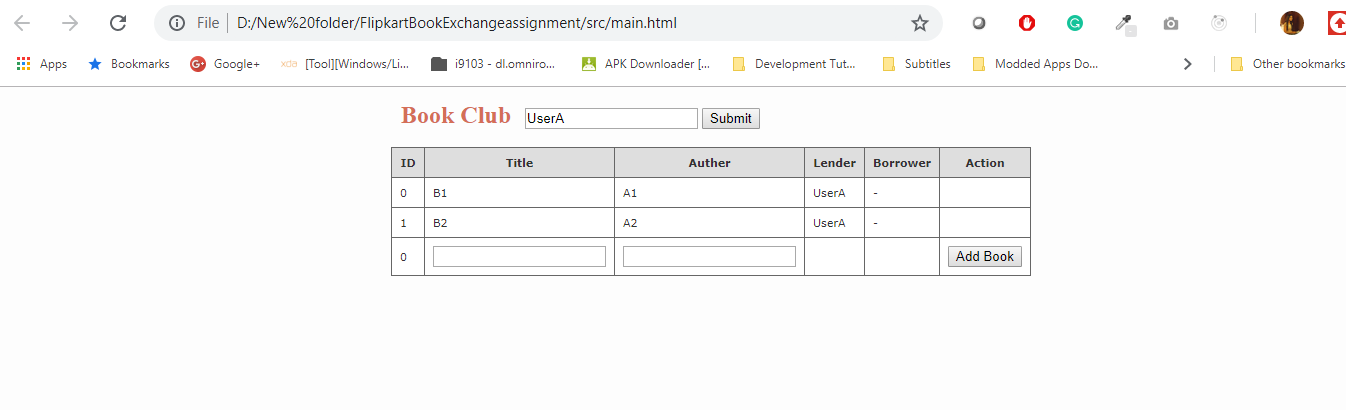 File D:/New%20folder/FlipkartBookExchangeassignment/src/main.html
Apps Bookmarks Google+ xda [Tool][Windows/Li... i9103 - dl.omniro... APK Downloader [... Development Tut... Subtitles Modded Apps Do... Other bookmarks
Book Club UserA Submit
ID Title Auther Lender Borrower Action
0 B1 A1 UserA -
1 B2 A2 UserA -
0 Add Book